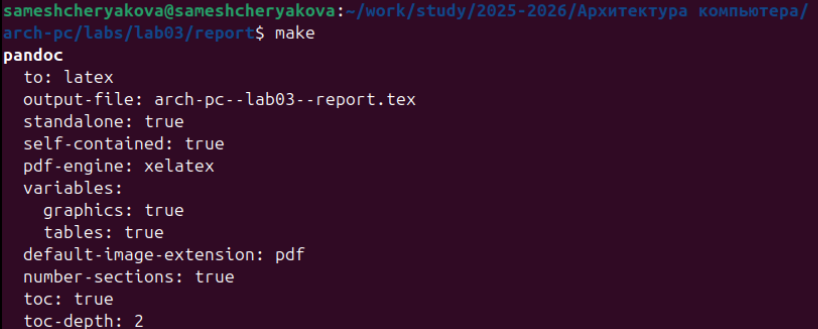 sameshcheryakova@sameshcheryakova:~/work/study/2025-2026/Архитектура компьютера/
arch-pc/labs/lab03/report$ make
pandoc
  to: latex
  output-file: arch-pc--lab03--report.tex
  standalone: true
  self-contained: true
  pdf-engine: xelatex
  variables:
    graphics: true
    tables: true
  default-image-extension: pdf
  number-sections: true
  toc: true
  toc-depth: 2